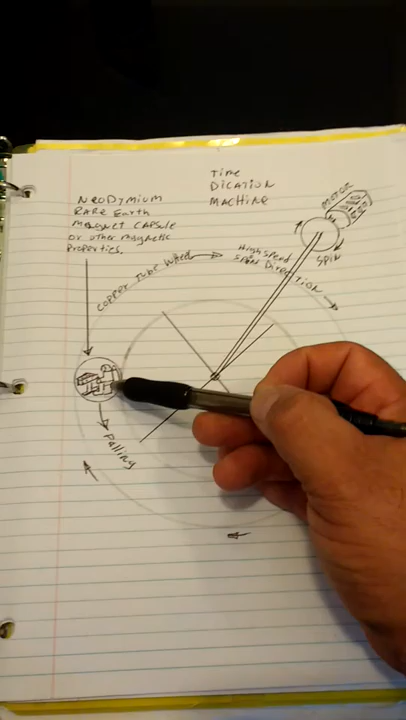 Time
Dication
Machine
Neodymium
Rare Earth
Magnet Capsule
or other magnetic
properties.
Motor
Spin
Copper Tube Wheel
High speed
Spin Direction
Falling